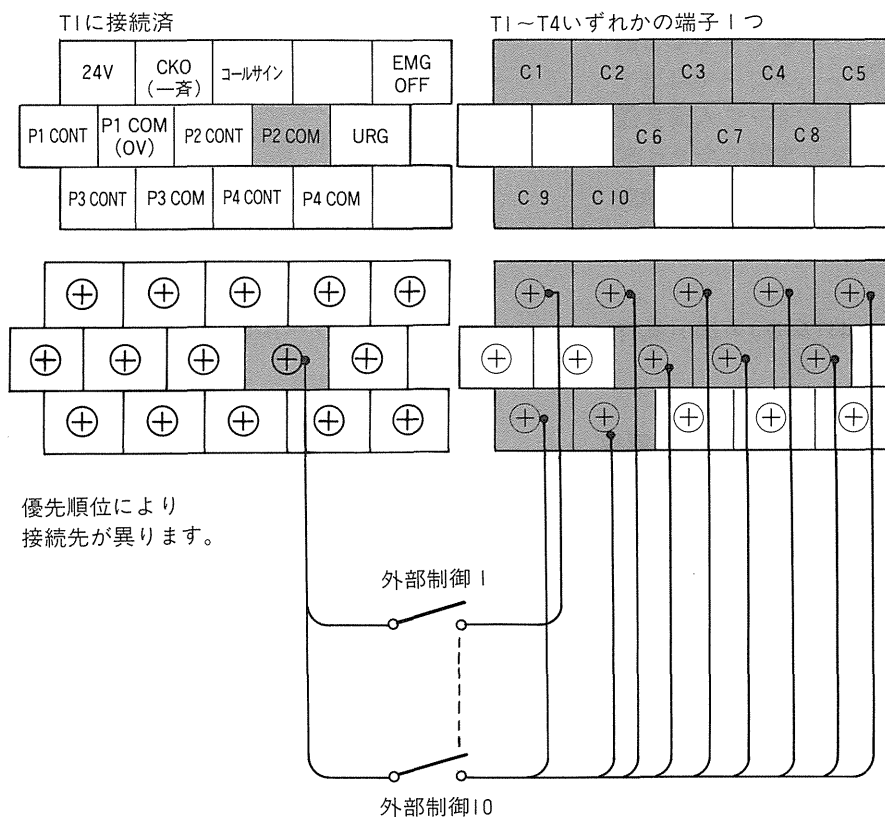 T1に接続済
T1～T4いずれかの端子1つ
24V
CKO
(一斉)
コールサイン
EMG
OFF
P1 CONT
P1 COM
(0V)
P2 CONT
P2 COM
URG
P3 CONT
P3 COM
P4 CONT
P4 COM
C1
C2
C3
C4
C5
C6
C7
C8
C9
C10
優先順位により
接続先が異ります。
外部制御1
外部制御10